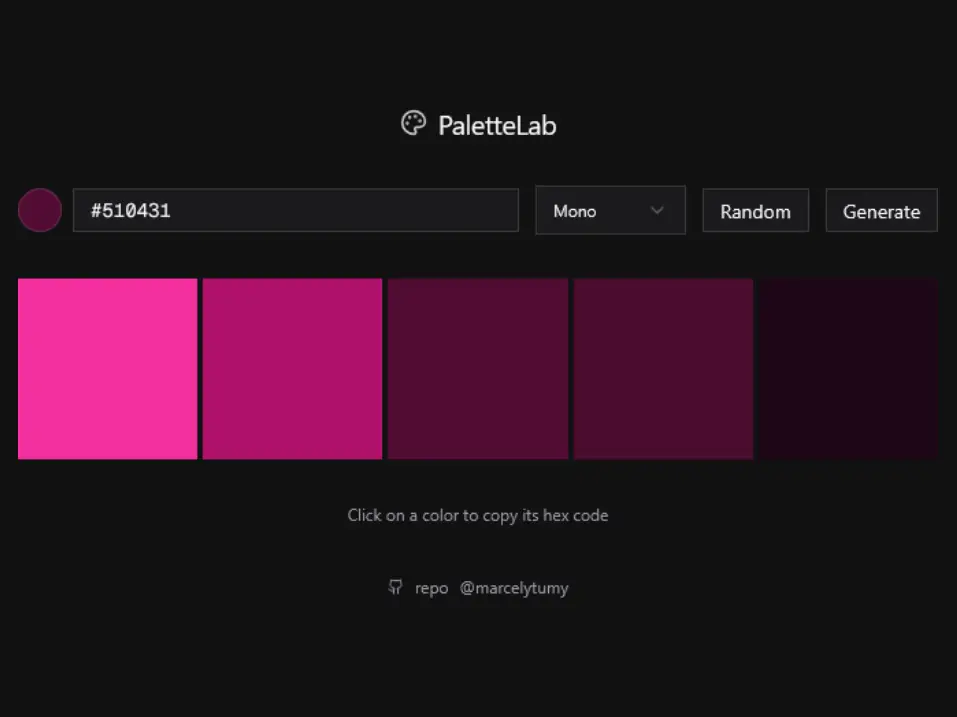 PaletteLab
#510431 Mono Random Generate
Click on a color to copy its hex code
repo @marcelytumy